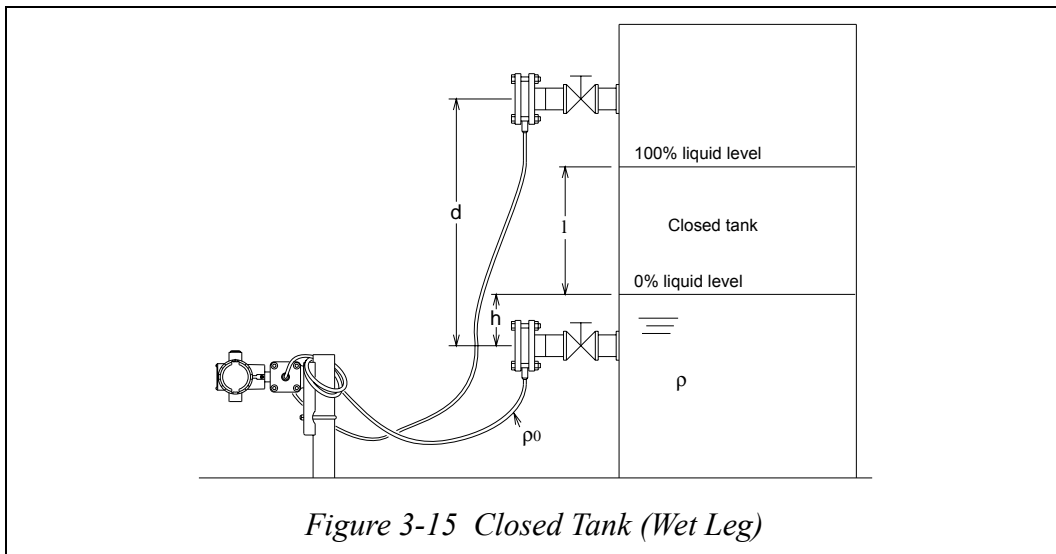 100% liquid level
d
l
Closed tank
0% liquid level
h
ρ
ρ0
Figure 3-15 Closed Tank (Wet Leg)